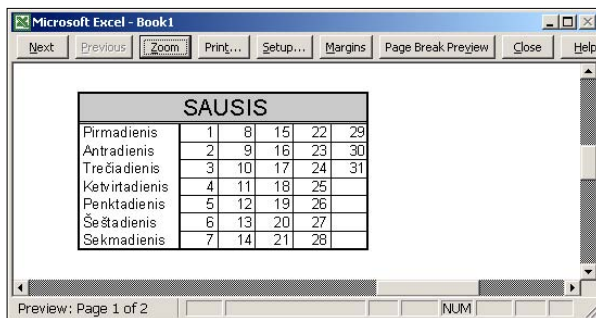 Microsoft Excel - Book1
Next Previous Zoom Print... Setup... Margins Page Break Preview Close Help
SAUSIS
Pirmadienis 1 8 15 22 29
Antradienis 2 9 16 23 30
Trečiadienis 3 10 17 24 31
Ketvirtadienis 4 11 18 25
Penktadienis 5 12 19 26
Šeštadienis 6 13 20 27
Sekmadienis 7 14 21 28
Preview: Page 1 of 2 NUM